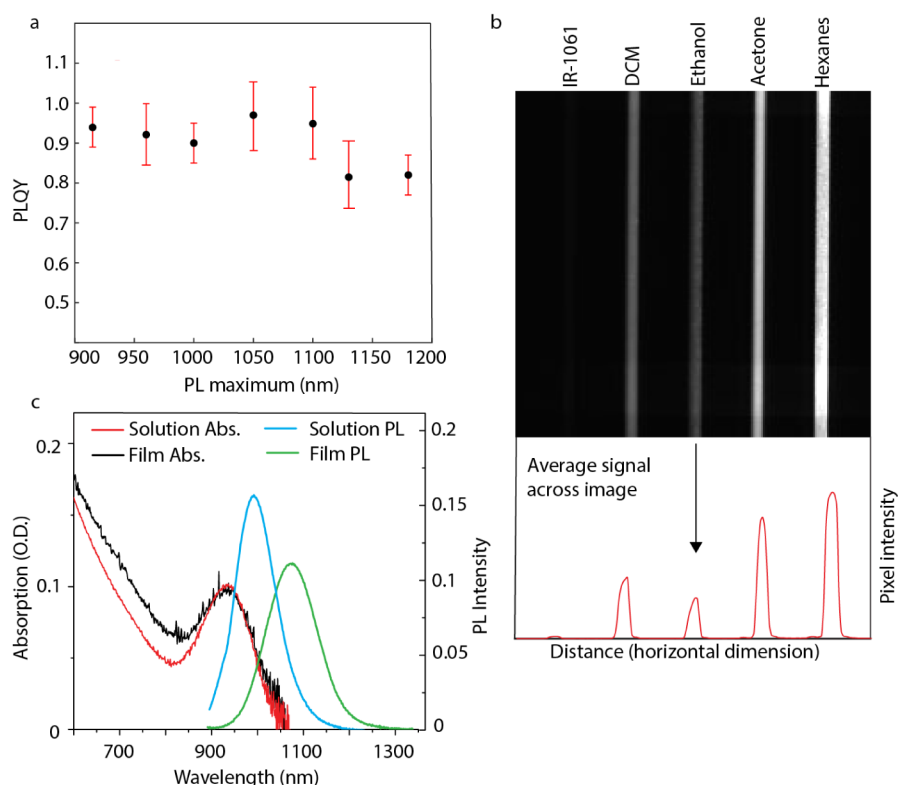 a
1.1
1.0
0.9
0.8
0.7
0.6
0.5
PLQY
900 950 1000 1050 1100 1150 1200
PL maximum (nm)
b
IR-1061
DCM
Ethanol
Acetone
Hexanes
Average signal
across image
Pixel intensity
Distance (horizontal dimension)
c
Solution Abs.
Solution PL
Film Abs.
Film PL
0.2
0.1
0
Absorption (O.D.)
0.2
0.15
0.1
0.05
0
PL Intensity
700 900 1100 1300
Wavelength (nm)